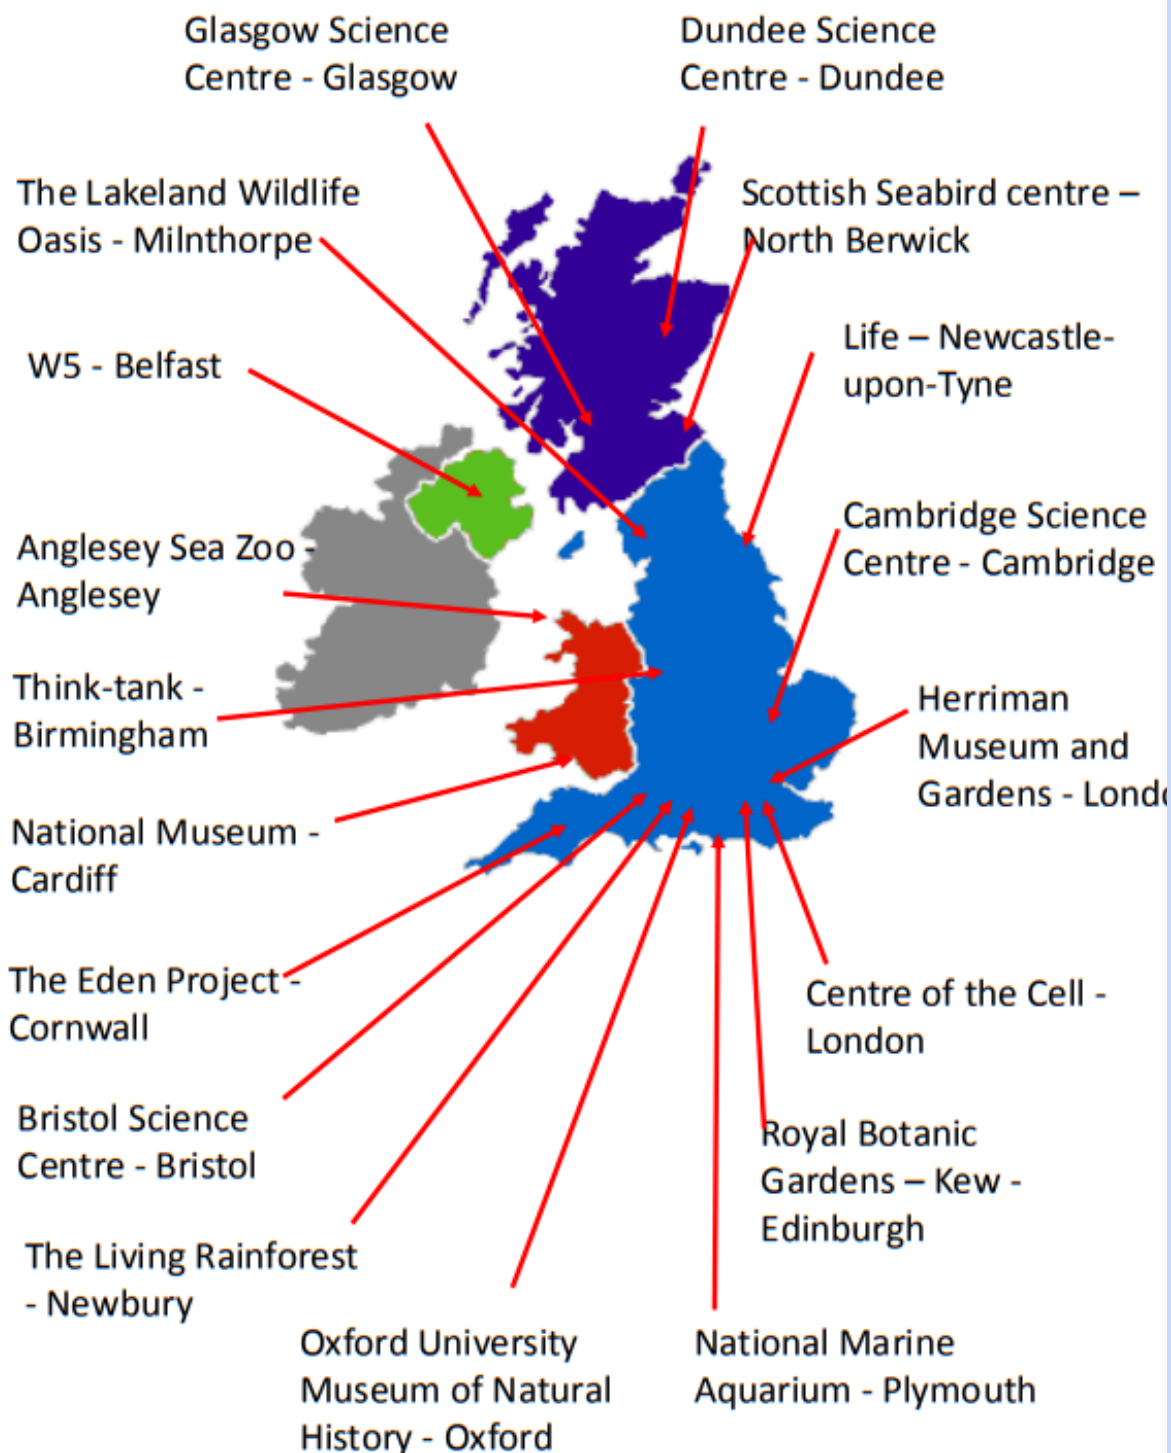 Glasgow Science
Centre - Glasgow
Dundee Science
Centre - Dundee
The Lakeland Wildlife
Oasis - Milnthorpe
Scottish Seabird centre –
North Berwick
W5 - Belfast
Life – Newcastle-
upon-Tyne
Anglesey Sea Zoo -
Anglesey
Cambridge Science
Centre - Cambridge
Think-tank -
Birmingham
Herriman
Museum and
Gardens - Londo
National Museum -
Cardiff
The Eden Project -
Cornwall
Centre of the Cell -
London
Bristol Science
Centre - Bristol
Royal Botanic
Gardens – Kew -
Edinburgh
The Living Rainforest
- Newbury
Oxford University
Museum of Natural
History - Oxford
National Marine
Aquarium - Plymouth